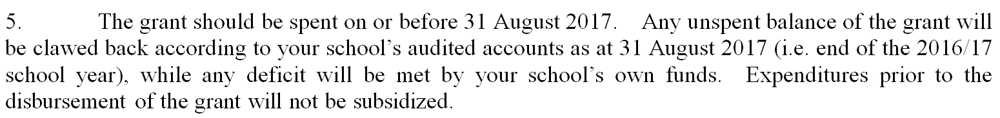 5. The grant should be spent on or before 31 August 2017. Any unspent balance of the grant will
be clawed back according to your school’s audited accounts as at 31 August 2017 (i.e. end of the 2016/17
school year), while any deficit will be met by your school’s own funds. Expenditures prior to the
disbursement of the grant will not be subsidized.